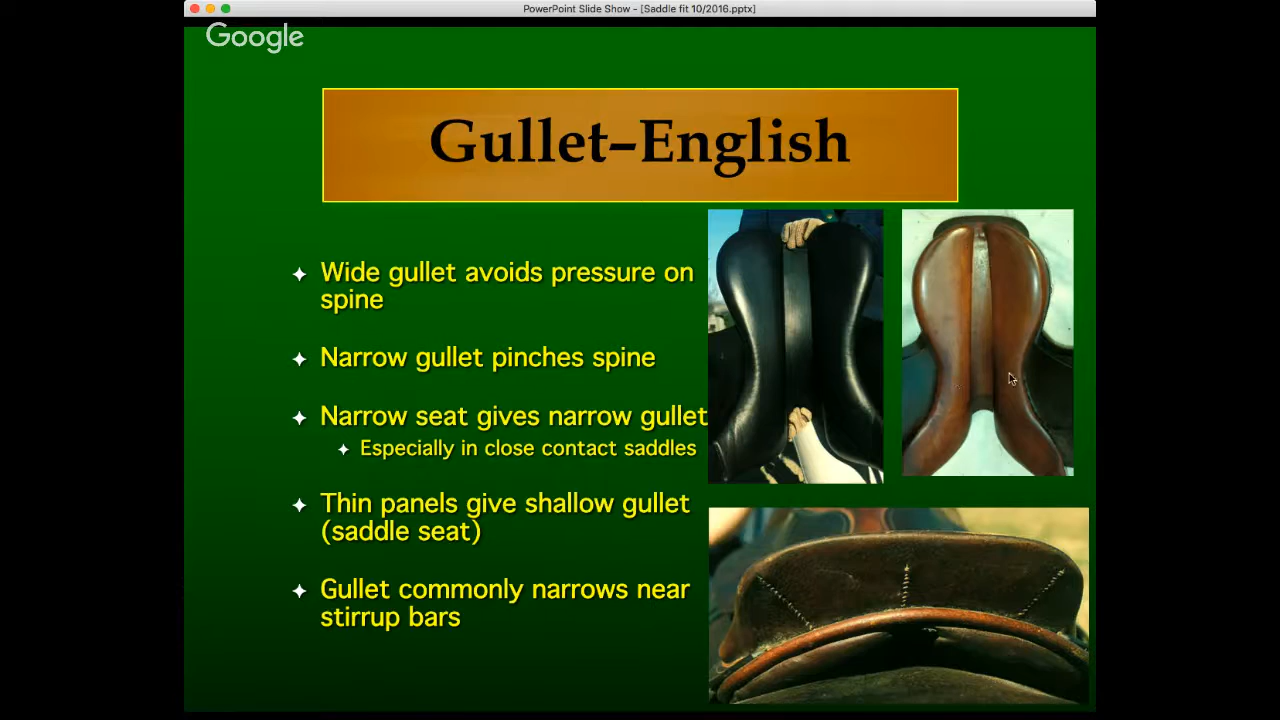 PowerPoint Slide Show - [Saddle fit 10/2016.pptx]
Google
Gullet–English
Wide gullet avoids pressure on
spine
Narrow gullet pinches spine
Narrow seat gives narrow gullet
Especially in close contact saddles
Thin panels give shallow gullet
(saddle seat)
Gullet commonly narrows near
stirrup bars